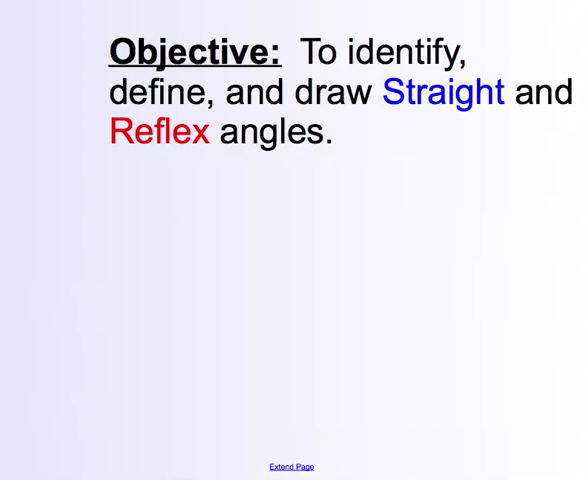 Objective:  To identify,
define, and draw Straight and
Reflex angles.
Extend Page